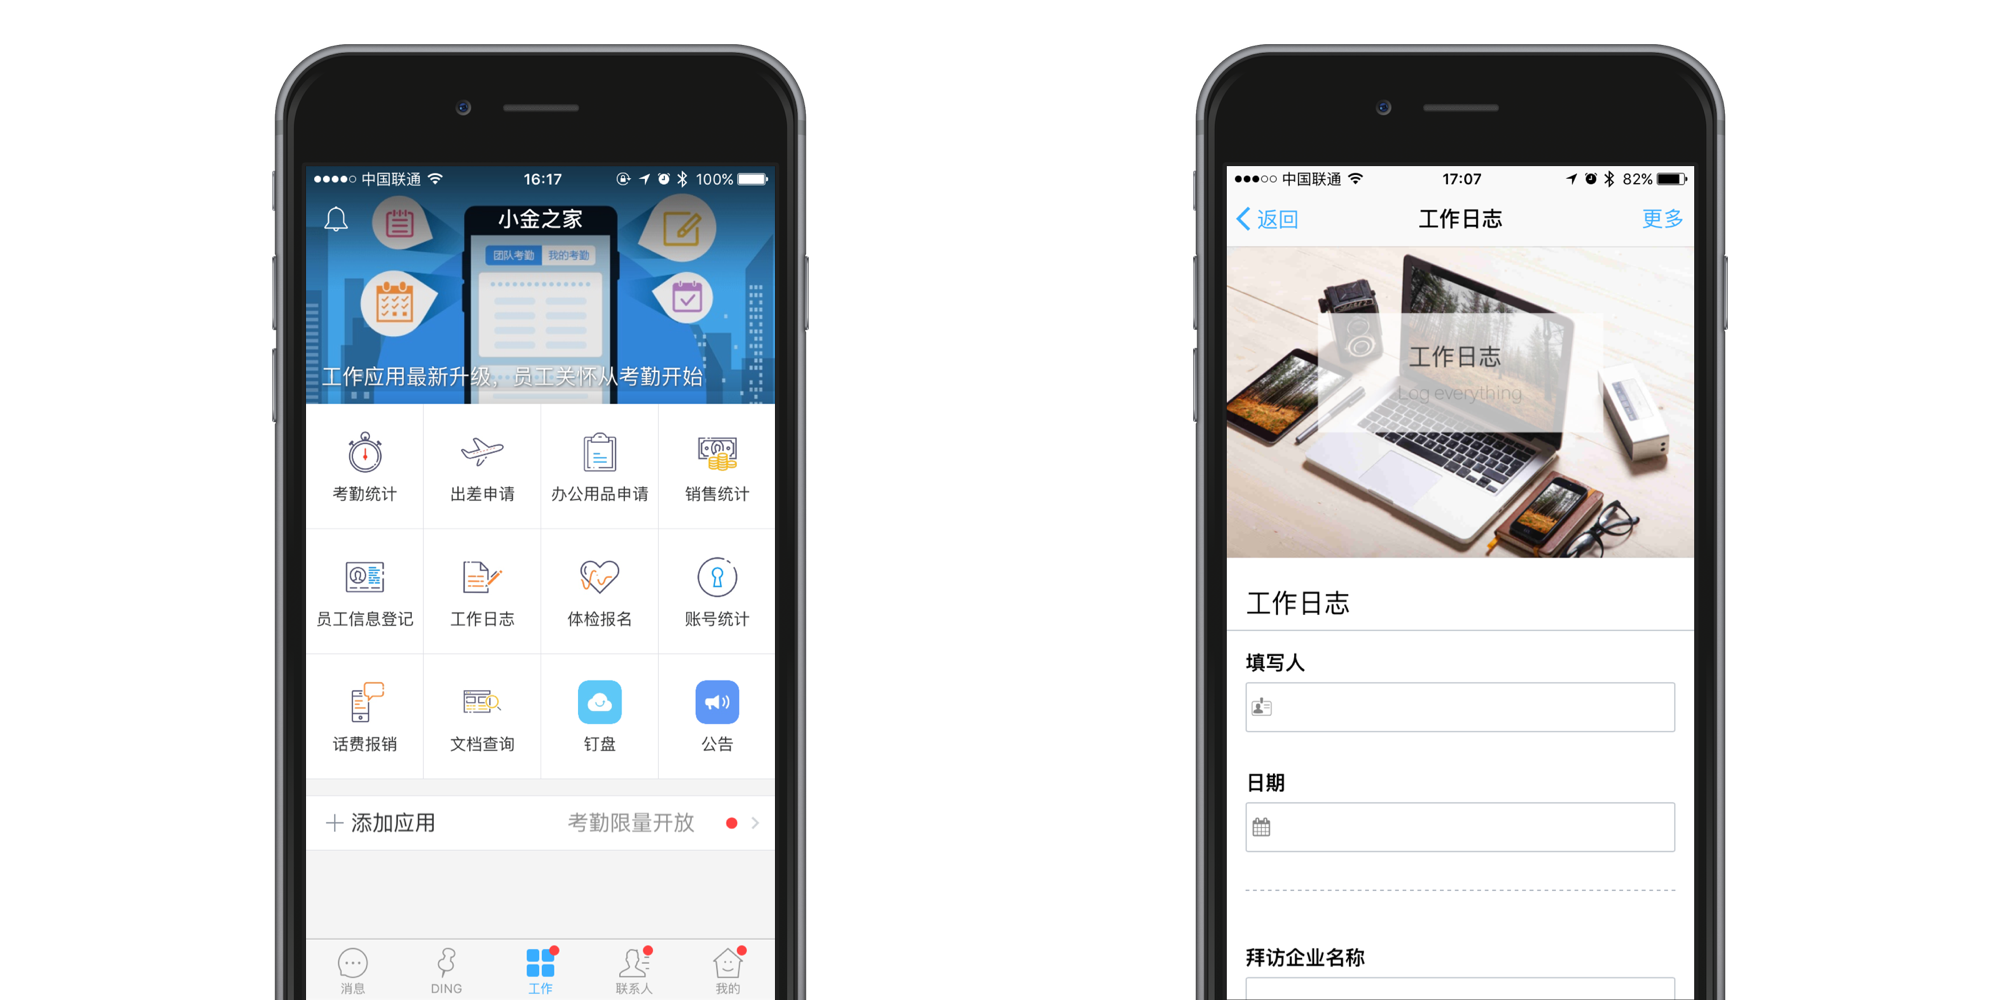 中国联通
16:17
100%
小金之家
团队考勤
我的考勤
工作应用最新升级，员工关怀从考勤开始
考勤统计
出差申请
办公用品申请
销售统计
员工信息登记
工作日志
体检报名
账号统计
话费报销
文档查询
钉盘
公告
添加应用
考勤限量开放
消息
DING
工作
联系人
我的
中国联通
17:07
82%
返回
工作日志
更多
工作日志
Log everything
工作日志
填写人
日期
拜访企业名称